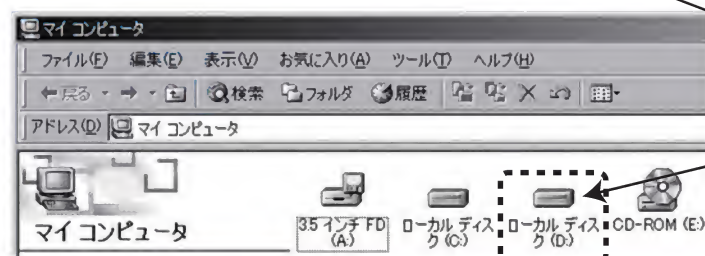 マイ コンピュータ
ファイル(F) 編集(E) 表示(V) お気に入り(A) ツール(T) ヘルプ(H)
戻る 検索 フォルダ 履歴
アドレス(D) マイ コンピュータ
マイ コンピュータ
3.5 インチ FD
(A:)
ローカル ディス
ク (C:)
ローカル ディス
ク (D:)
CD-ROM (E:)